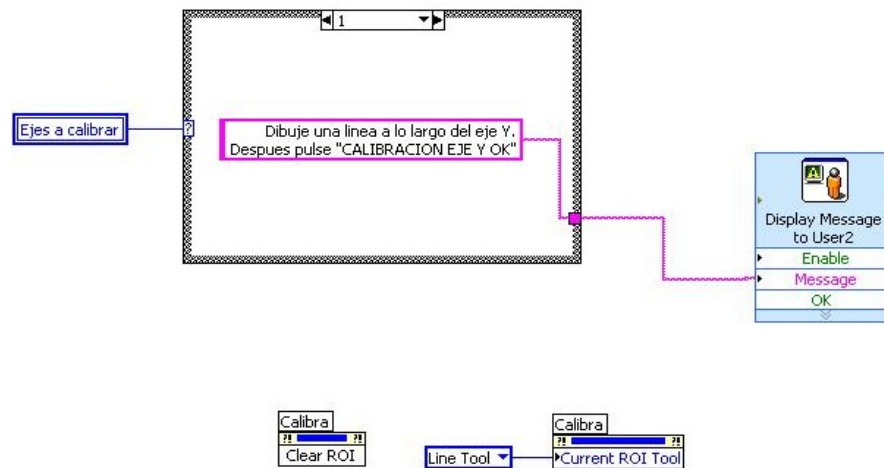 1
Ejes a calibrar
?
Dibuje una linea a lo largo del eje Y.
Despues pulse "CALIBRACION EJE Y OK"
A
Display Message
to User2
Enable
Message
OK
Calibra
?! ?!
Clear ROI
Line Tool
Calibra
?! ?!
Current ROI Tool